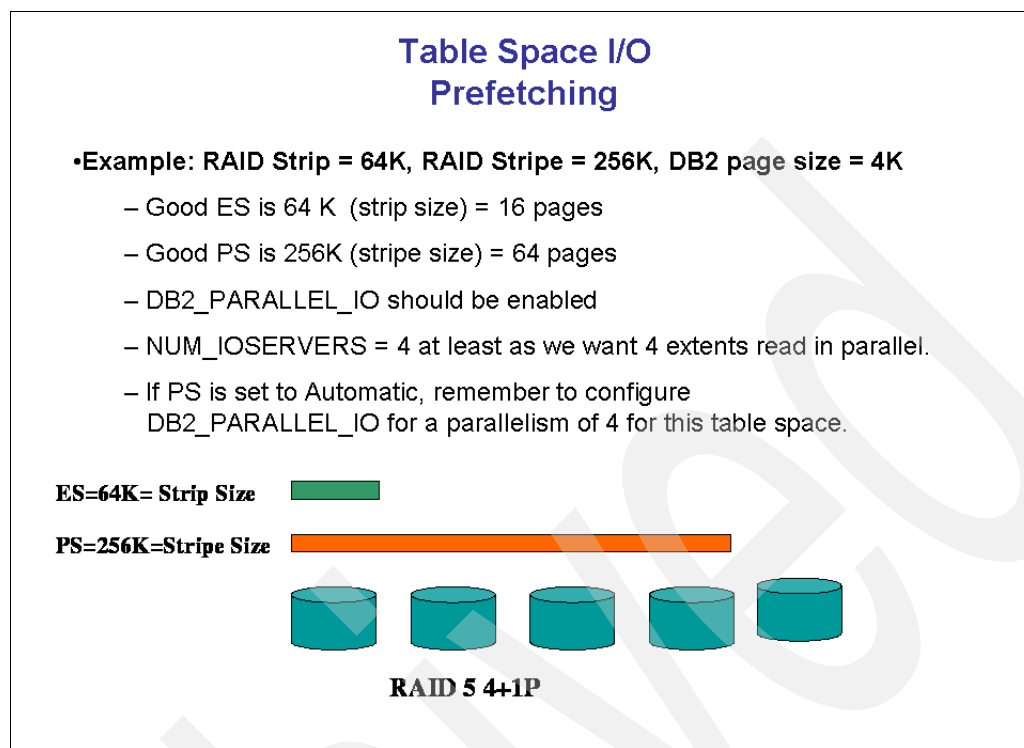 Table Space I/O
Prefetching
•Example: RAID Strip = 64K, RAID Stripe = 256K, DB2 page size = 4K
– Good ES is 64 K (strip size) = 16 pages
– Good PS is 256K (stripe size) = 64 pages
– DB2_PARALLEL_IO should be enabled
– NUM_IOSERVERS = 4 at least as we want 4 extents read in parallel.
– If PS is set to Automatic, remember to configure
DB2_PARALLEL_IO for a parallelism of 4 for this table space.
ES=64K= Strip Size
PS=256K=Stripe Size
RAID 5 4+1P